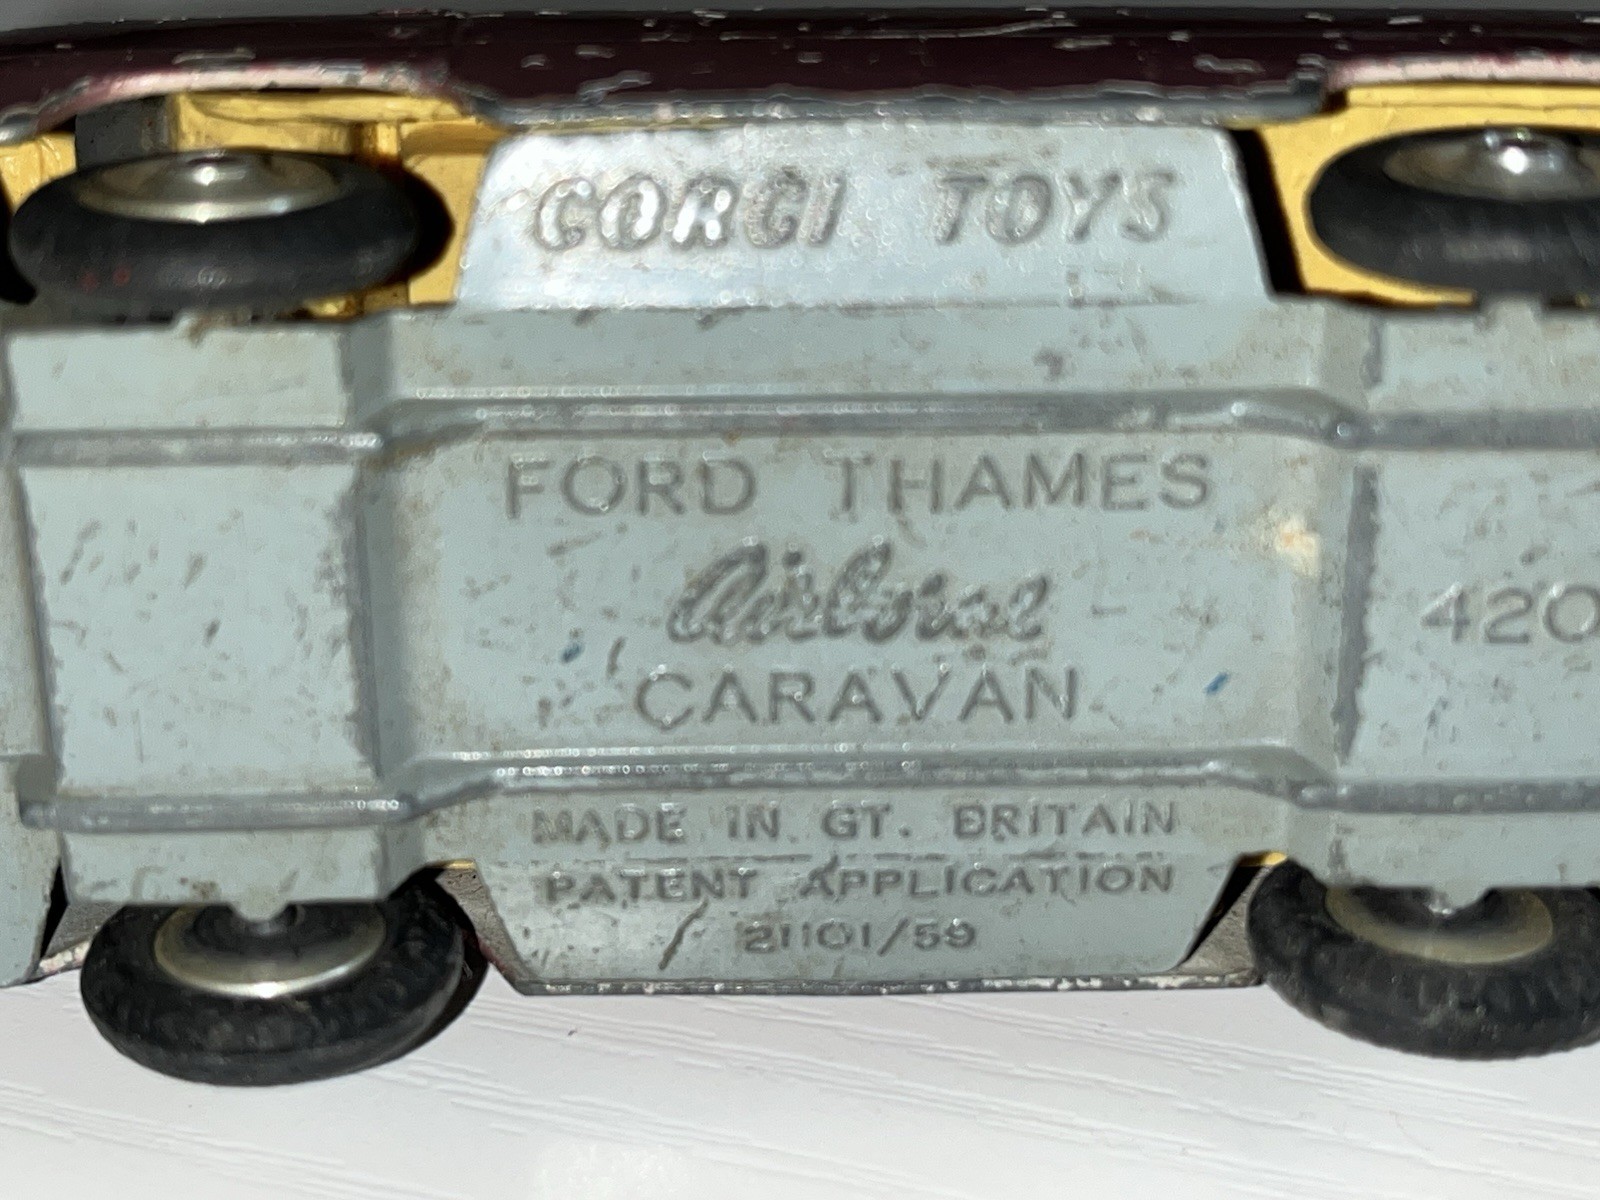 CORGI TOYS
FORD THAMES
Airborne
CARAVAN
420
MADE IN GT. BRITAIN
PATENT APPLICATION
21101/59